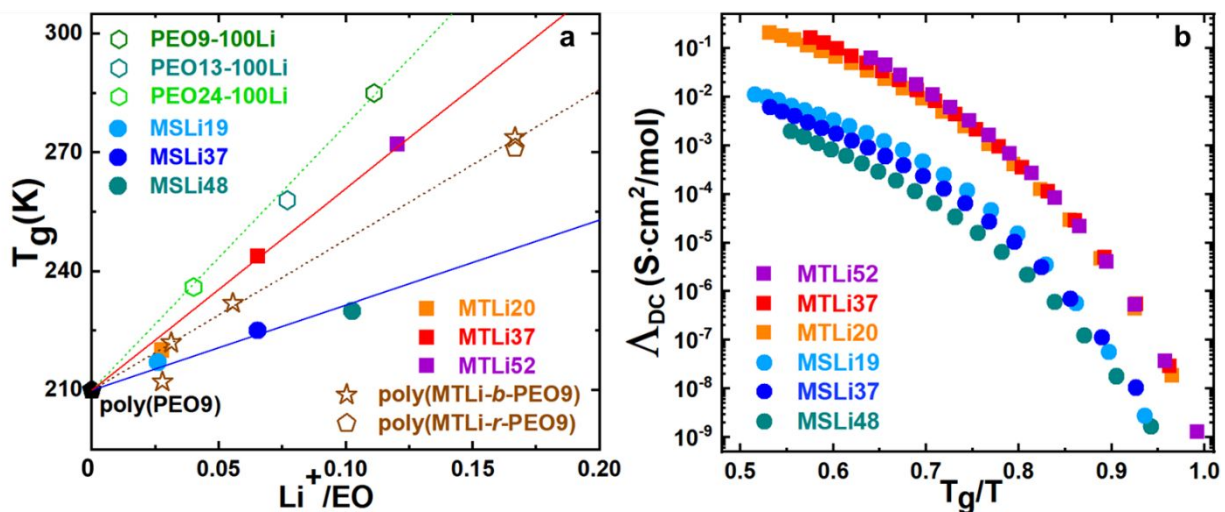 a
300
270
240
210
Tg(K)
PEO9-100Li
PEO13-100Li
PEO24-100Li
MSLi19
MSLi37
MSLi48
MTLi20
MTLi37
MTLi52
poly(MTLi-b-PEO9)
poly(MTLi-r-PEO9)
poly(PEO9)
0
0.05
0.10
0.15
0.20
Li+/EO
b
10-1
10-2
10-3
10-4
10-5
10-6
10-7
10-8
10-9
ΛDC (S·cm2/mol)
MTLi52
MTLi37
MTLi20
MSLi19
MSLi37
MSLi48
0.5
0.6
0.7
0.8
0.9
1.0
Tg/T